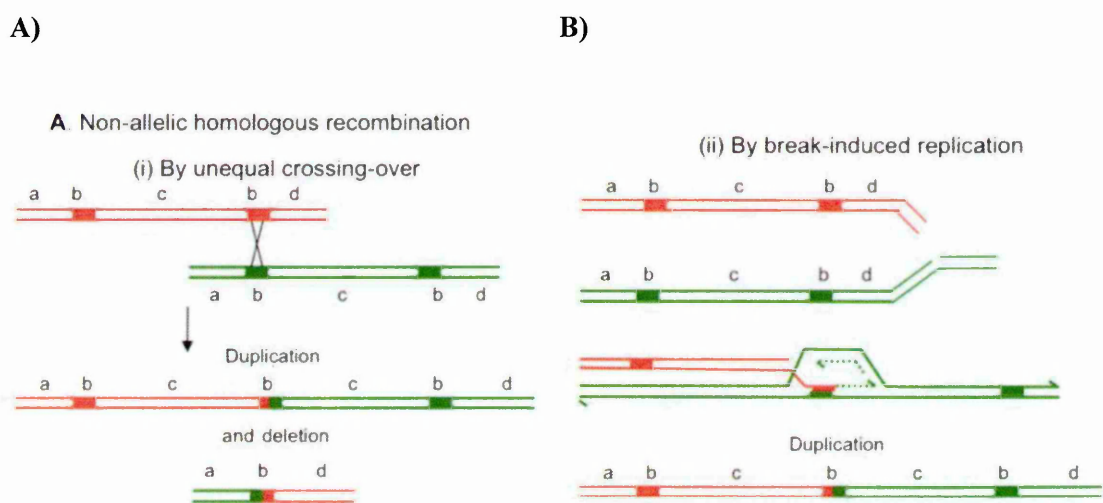 A)
A. Non-allelic homologous recombination
(i) By unequal crossing-over
a b c b d
a b c b d
Duplication
a b c b c b d
and deletion
a b d
B)
(ii) By break-induced replication
a b c b d
a b c b d
Duplication
a b c b c b d